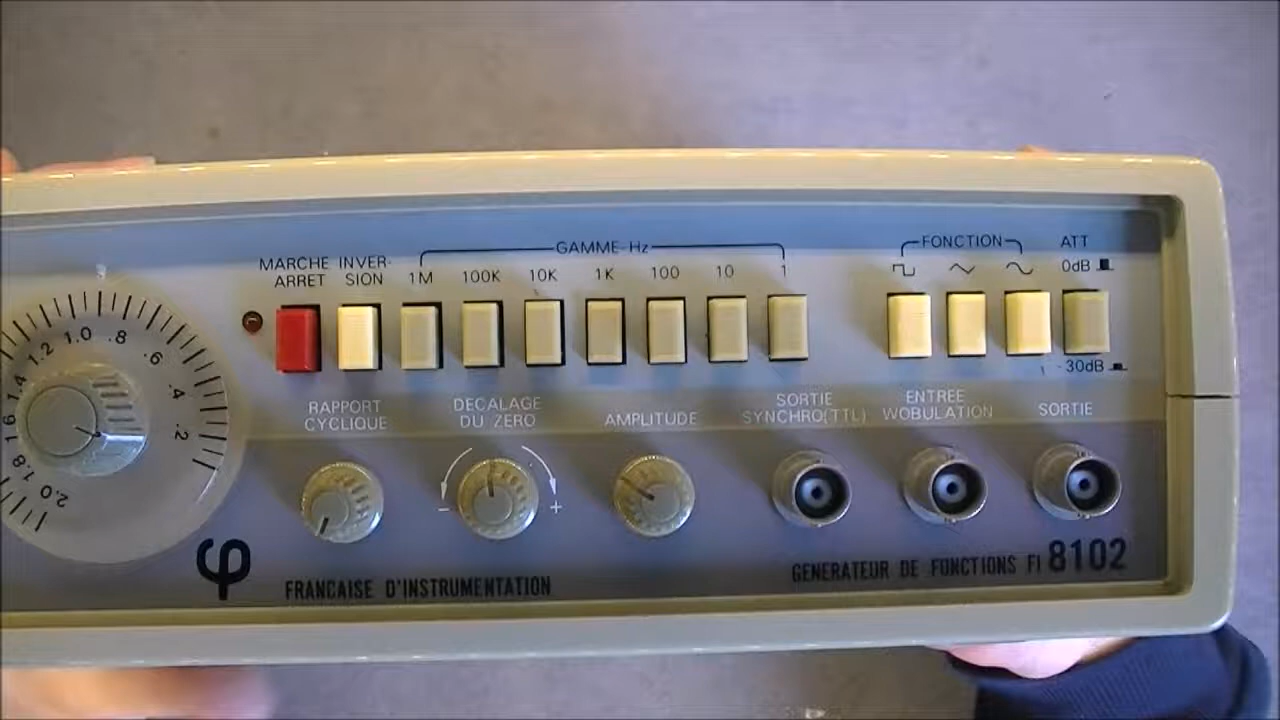 GAMME-Hz
FONCTION
ATT
MARCHE
ARRET
INVER-
SION
1M
100K
10K
1K
100
10
1
0dB
-30dB
2.0 1.8 1.6 1.4 1.2 1.0 .8 .6 .4 .2
RAPPORT
CYCLIQUE
DECALAGE
DU ZERO
- +
AMPLITUDE
SORTIE
SYNCHRO(TTL)
ENTREE
WOBULATION
SORTIE
φ
FRANCAISE D'INSTRUMENTATION
GENERATEUR DE FONCTIONS FI 8102